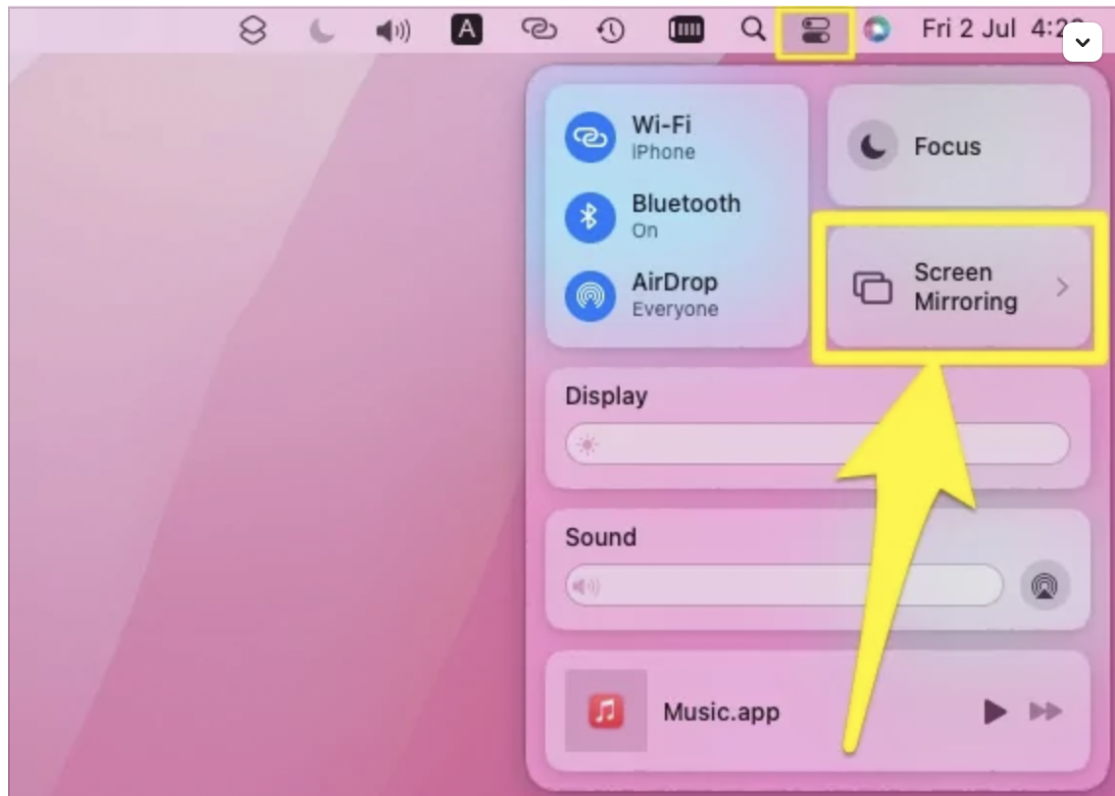 A
Fri 2 Jul 4:2
Wi-Fi
iPhone
Focus
Bluetooth
On
Screen
Mirroring
AirDrop
Everyone
Display
Sound
Music.app